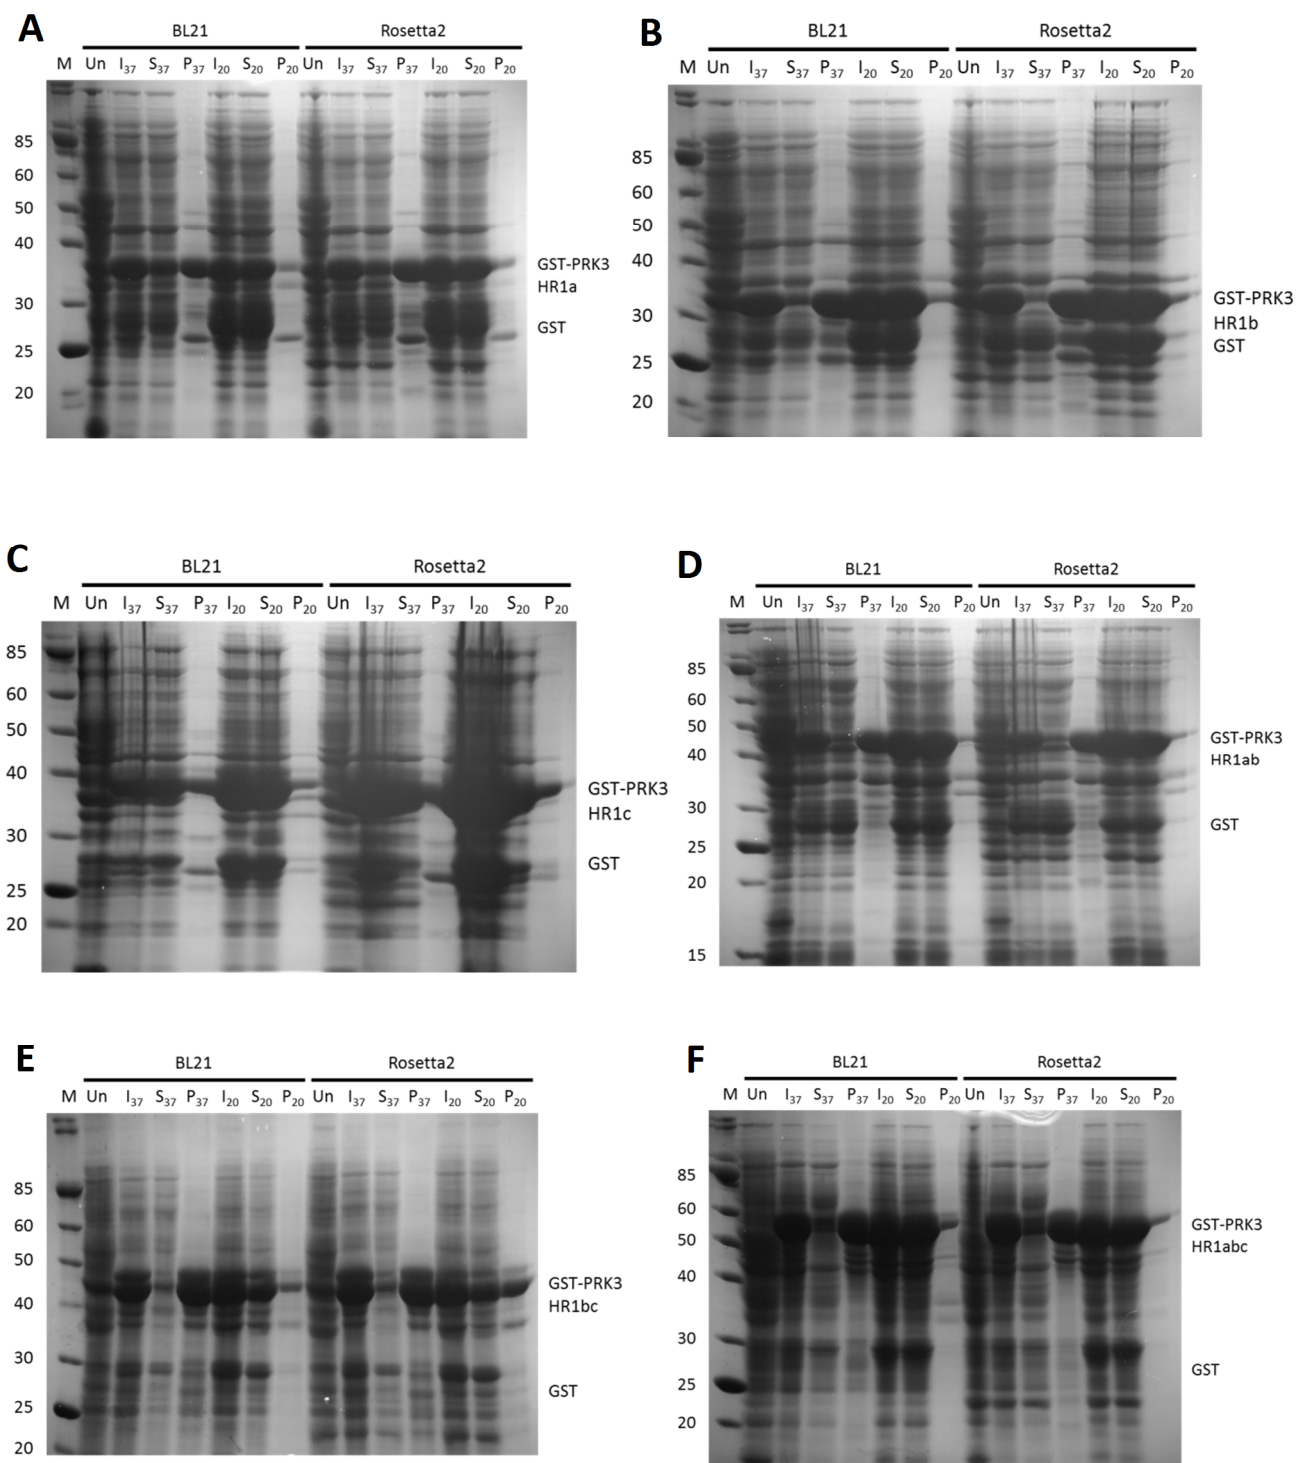 A
BL21 Rosetta2
M Un I37 S37 P37 I20 S20 P20 Un I37 S37 P37 I20 S20 P20
85
60
50
40
30
25
20
GST-PRK3
HR1a
GST
B
BL21 Rosetta2
M Un I37 S37 P37 I20 S20 P20 Un I37 S37 P37 I20 S20 P20
85
60
50
40
30
25
20
GST-PRK3
HR1b
GST
C
BL21 Rosetta2
M Un I37 S37 P37 I20 S20 P20 Un I37 S37 P37 I20 S20 P20
85
60
50
40
30
25
20
GST-PRK3
HR1c
GST
D
BL21 Rosetta2
M Un I37 S37 P37 I20 S20 P20 Un I37 S37 P37 I20 S20 P20
85
60
50
40
30
25
20
15
GST-PRK3
HR1ab
GST
E
BL21 Rosetta2
M Un I37 S37 P37 I20 S20 P20 Un I37 S37 P37 I20 S20 P20
85
60
50
40
30
25
20
GST-PRK3
HR1bc
GST
F
BL21 Rosetta2
M Un I37 S37 P37 I20 S20 P20 Un I37 S37 P37 I20 S20 P20
85
60
50
40
30
25
20
GST-PRK3
HR1abc
GST